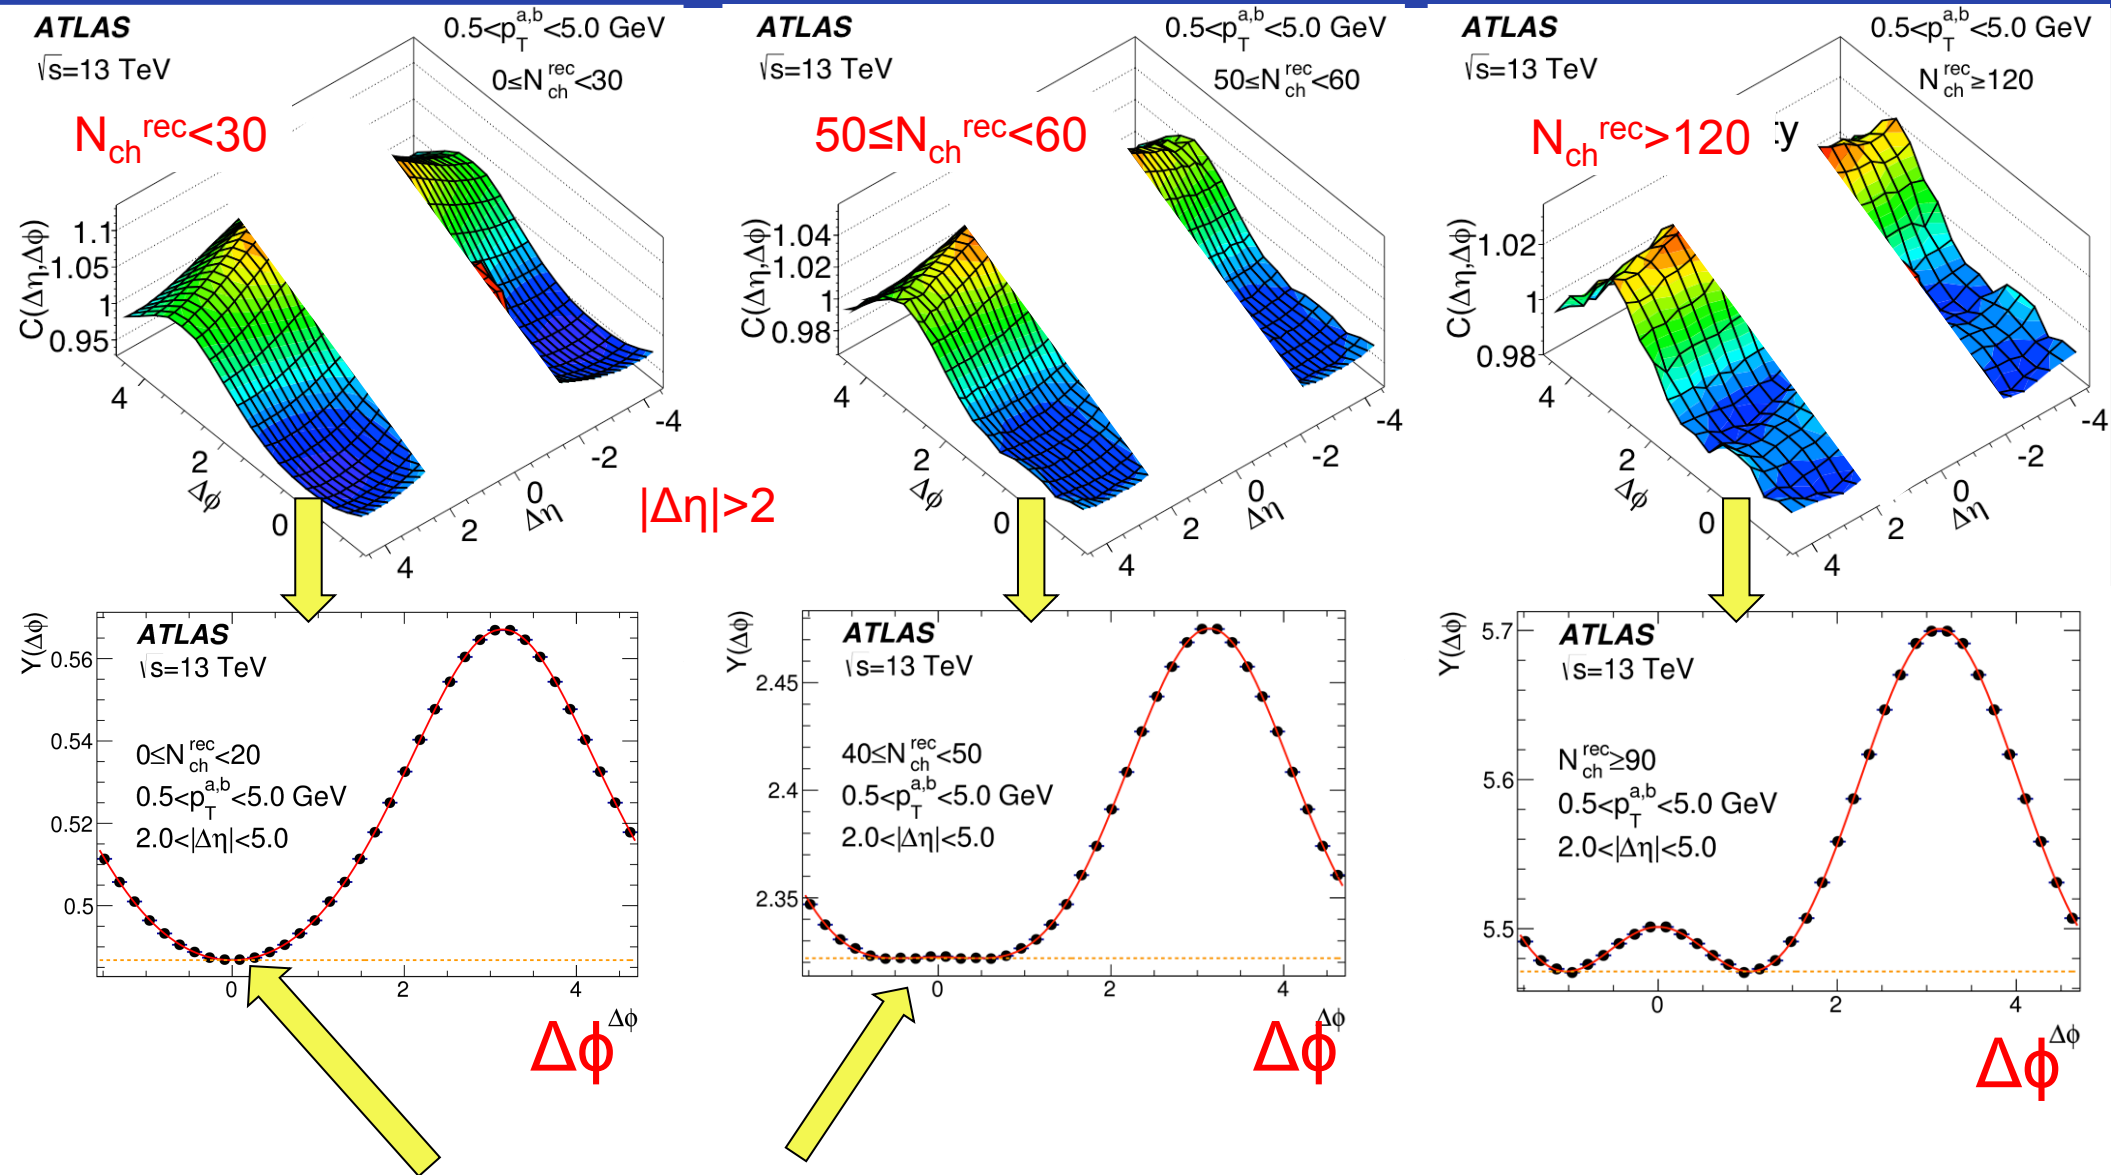 ATLAS
√s=13 TeV
0.5<p_T^{a,b}<5.0 GeV
0≤N_ch^rec<30
N_ch^rec<30
C(Δη,Δϕ)
1.1
1.05
1
0.95
4
2
0
Δϕ
4
2
0
-2
-4
Δη
ATLAS
√s=13 TeV
0.5<p_T^{a,b}<5.0 GeV
50≤N_ch^rec<60
50≤N_ch^rec<60
C(Δη,Δϕ)
1.04
1.02
1
0.98
4
2
0
Δϕ
4
2
0
-2
-4
Δη
ATLAS
√s=13 TeV
0.5<p_T^{a,b}<5.0 GeV
N_ch^rec≥120
N_ch^rec>120
ty
C(Δη,Δϕ)
1.02
1
0.98
4
2
0
Δϕ
4
2
0
-2
-4
Δη
|Δη|>2
Y(Δϕ)
ATLAS
√s=13 TeV
0≤N_ch^rec<20
0.5<p_T^{a,b}<5.0 GeV
2.0<|Δη|<5.0
0.56
0.54
0.52
0.5
0 2 4
Δϕ
Δϕ
Y(Δϕ)
ATLAS
√s=13 TeV
40≤N_ch^rec<50
0.5<p_T^{a,b}<5.0 GeV
2.0<|Δη|<5.0
2.45
2.4
2.35
0 2 4
Δϕ
Δϕ
Y(Δϕ)
ATLAS
√s=13 TeV
N_ch^rec≥90
0.5<p_T^{a,b}<5.0 GeV
2.0<|Δη|<5.0
5.7
5.6
5.5
0 2 4
Δϕ
Δϕ